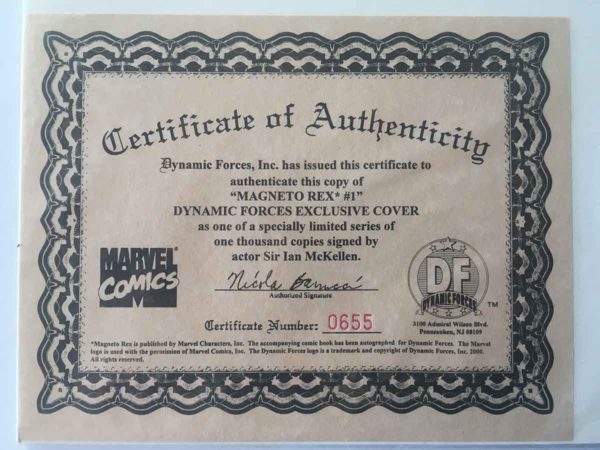 Certificate of Authenticity
Dynamic Forces, Inc. has issued this certificate to
authenticate this copy of
"MAGNETO REX* #1"
DYNAMIC FORCES EXCLUSIVE COVER
as one of a specially limited series of
one thousand copies signed by
actor Sir Ian McKellen.
MARVEL
COMICS
Nicola Barrucci
Authorized Signature
DF
DYNAMIC FORCES
TM
Certificate Number: 0655
3100 Admiral Wilson Blvd.
Pennsauken, NJ 08109
*Magneto Rex is published by Marvel Characters, Inc. The accompanying comic book has been autographed for Dynamic Forces. The Marvel
logo is used with the permission of Marvel Comics, Inc. The Dynamic Forces logo is a trademark and copyright of Dynamic Forces, Inc. 2000.
All rights reserved.